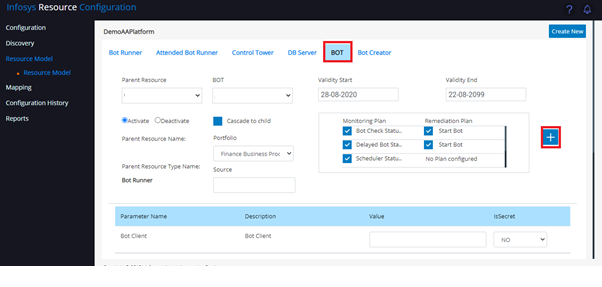 Infosys Resource Configuration
?
Configuration
Discovery
Resource Model
Resource Model
Mapping
Configuration History
Reports
DemoAAPlatform
Create New
Bot Runner Attended Bot Runner Control Tower DB Server BOT Bot Creator
Parent Resource BOT Validity Start Validity End
28-08-2020 22-08-2099
Activate Deactivate Cascade to child
Monitoring Plan Remediation Plan
Bot Check Statu.. Start Bot
Delayed Bot Sta.. Start Bot
Scheduler Statu.. No Plan configured
+
Parent Resource Name: Portfolio
Finance Business Proc
Parent Resource Type Name: Source
Bot Runner
Parameter Name Description Value IsSecret
Bot Client Bot Client NO